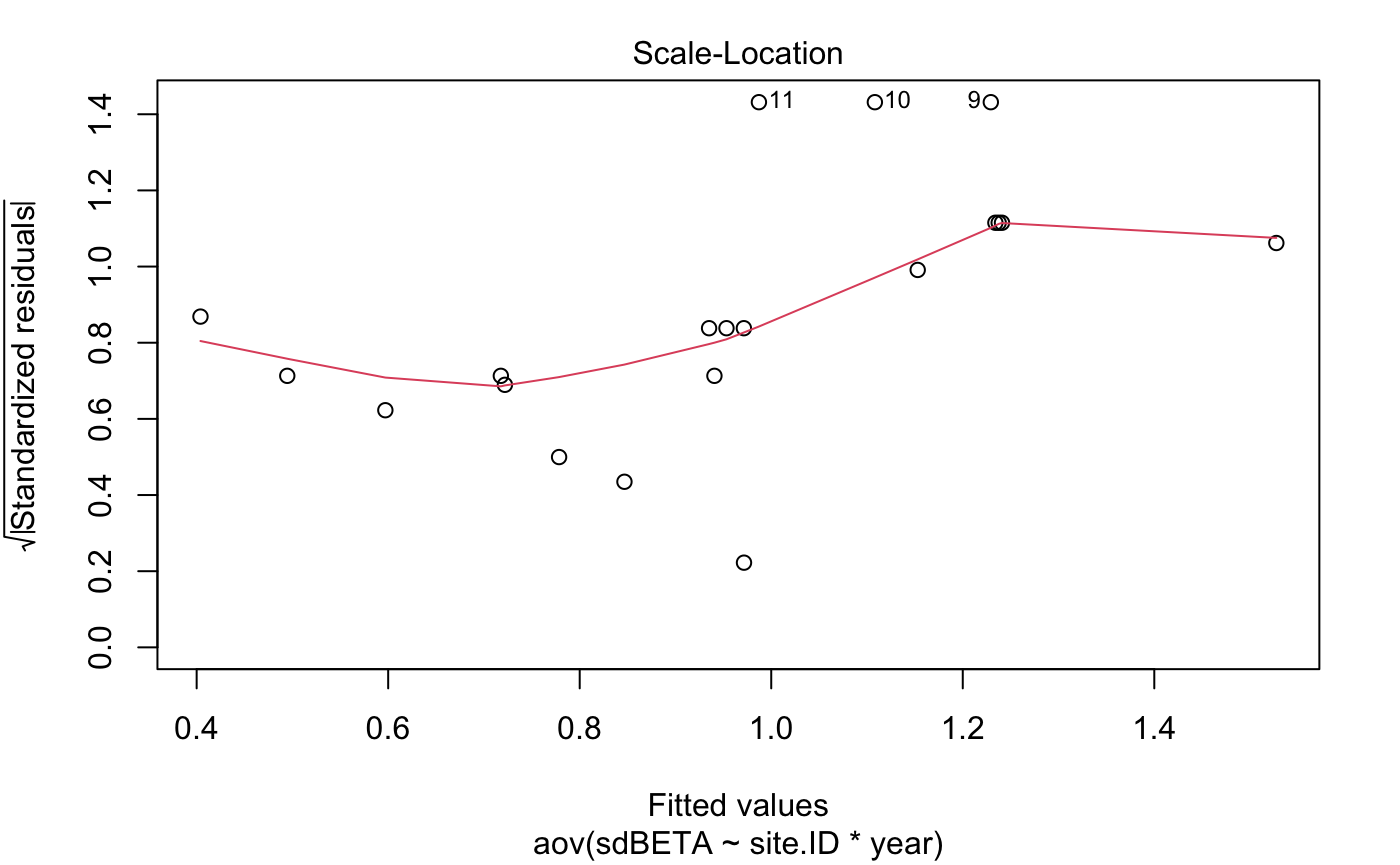 Scale-Location
11
10
9
1.4
1.2
1.0
0.8
0.6
0.4
0.2
0.0
√|Standardized residuals|
0.4 0.6 0.8 1.0 1.2 1.4
Fitted values
aov(sdBETA ~ site.ID * year)